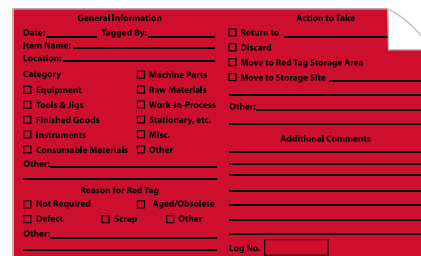 General Information
Date: Tagged By:
Item Name:
Location:
Category
Equipment
Tools & Jigs
Finished Goods
Instruments
Consumable Materials
Machine Parts
Raw Materials
Work-in-Process
Stationary, etc.
Misc.
Other
Other:
Reason for Red Tag
Not Required Aged/Obsolete
Defect Scrap Other
Other:
Action to Take
Return to
Discard
Move to Red Tag Storage Area
Move to Storage Site
Other:
Additional Comments
Log No.